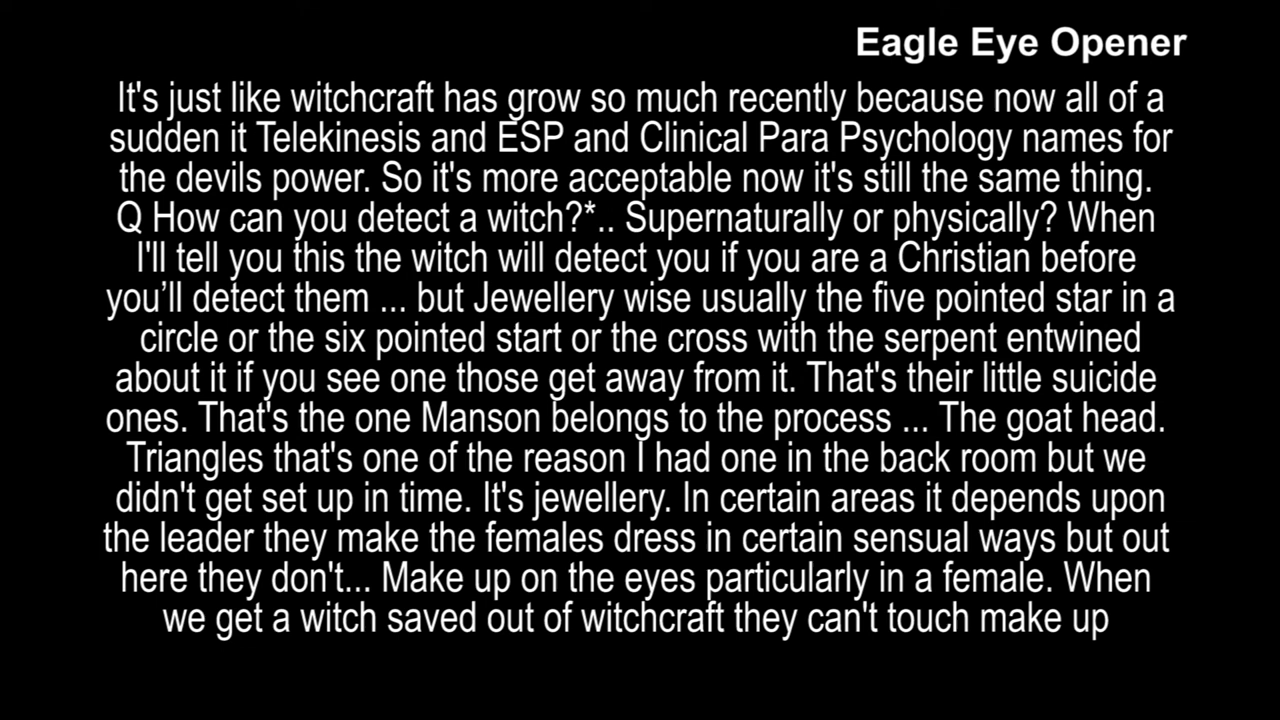 Eagle Eye Opener
It's just like witchcraft has grow so much recently because now all of a
sudden it Telekinesis and ESP and Clinical Para Psychology names for
the devils power. So it's more acceptable now it's still the same thing.
Q How can you detect a witch?*.. Supernaturally or physically? When
I'll tell you this the witch will detect you if you are a Christian before
you’ll detect them ... but Jewellery wise usually the five pointed star in a
circle or the six pointed start or the cross with the serpent entwined
about it if you see one those get away from it. That's their little suicide
ones. That's the one Manson belongs to the process ... The goat head.
Triangles that's one of the reason I had one in the back room but we
didn't get set up in time. It's jewellery. In certain areas it depends upon
the leader they make the females dress in certain sensual ways but out
here they don't... Make up on the eyes particularly in a female. When
we get a witch saved out of witchcraft they can't touch make up